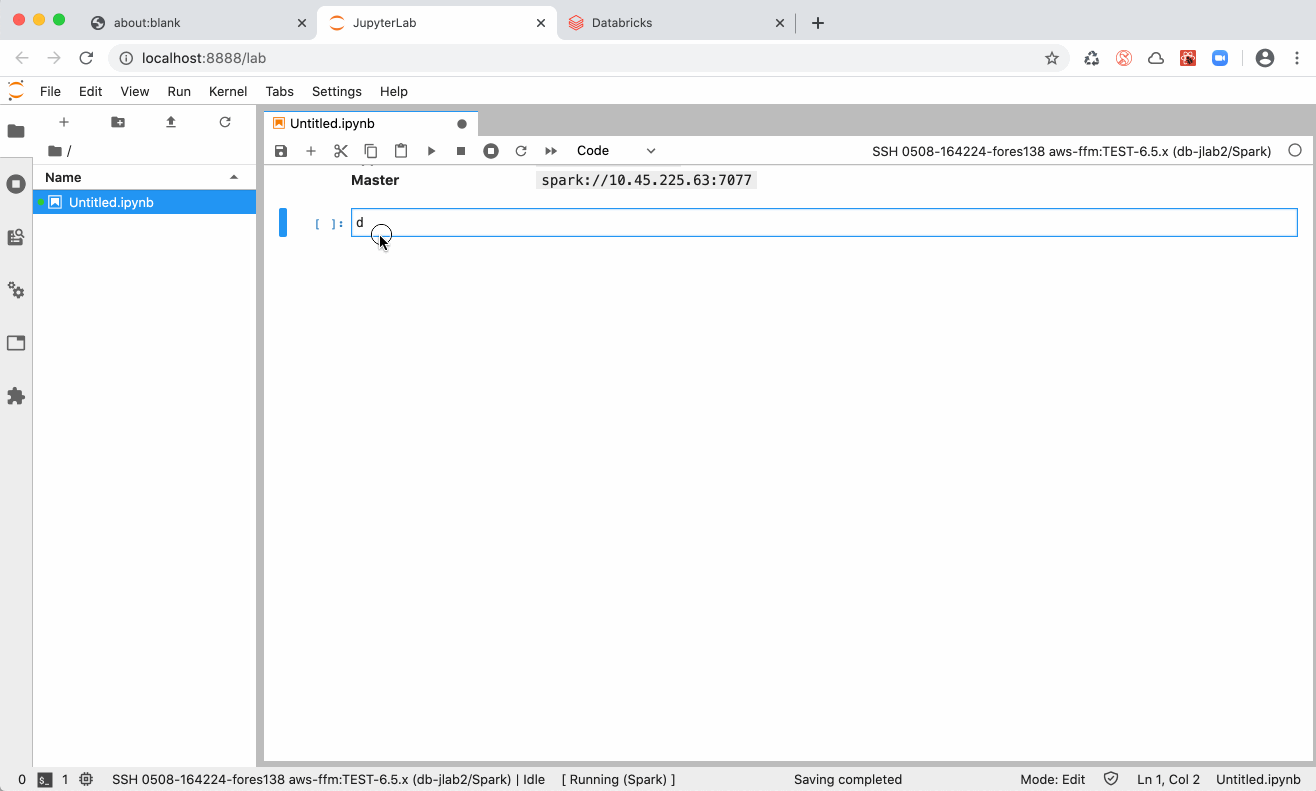 about:blank
JupyterLab
Databricks
localhost:8888/lab
File Edit View Run Kernel Tabs Settings Help
Untitled.ipynb
/
Code
SSH 0508-164224-fores138 aws-ffm:TEST-6.5.x (db-jlab2/Spark)
Name
Master
spark://10.45.225.63:7077
Untitled.ipynb
[ ]:
d
0
$_
1
SSH 0508-164224-fores138 aws-ffm:TEST-6.5.x (db-jlab2/Spark) | Idle
[ Running (Spark) ]
Saving completed
Mode: Edit
Ln 1, Col 2
Untitled.ipynb